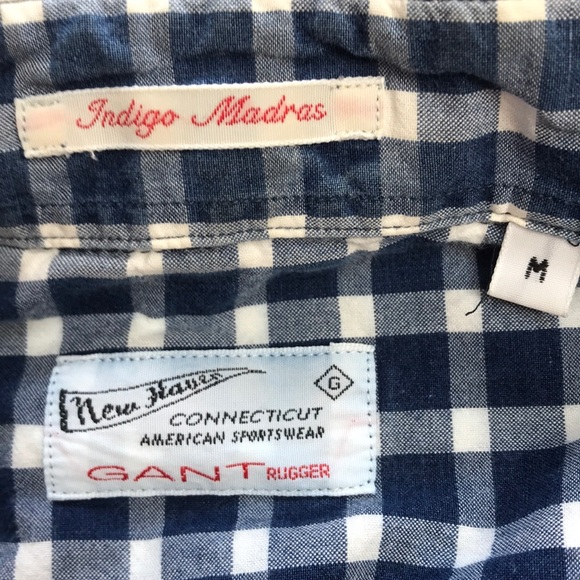 Indigo Madras
M
New Haven
G
CONNECTICUT
AMERICAN SPORTSWEAR
GANT RUGGER